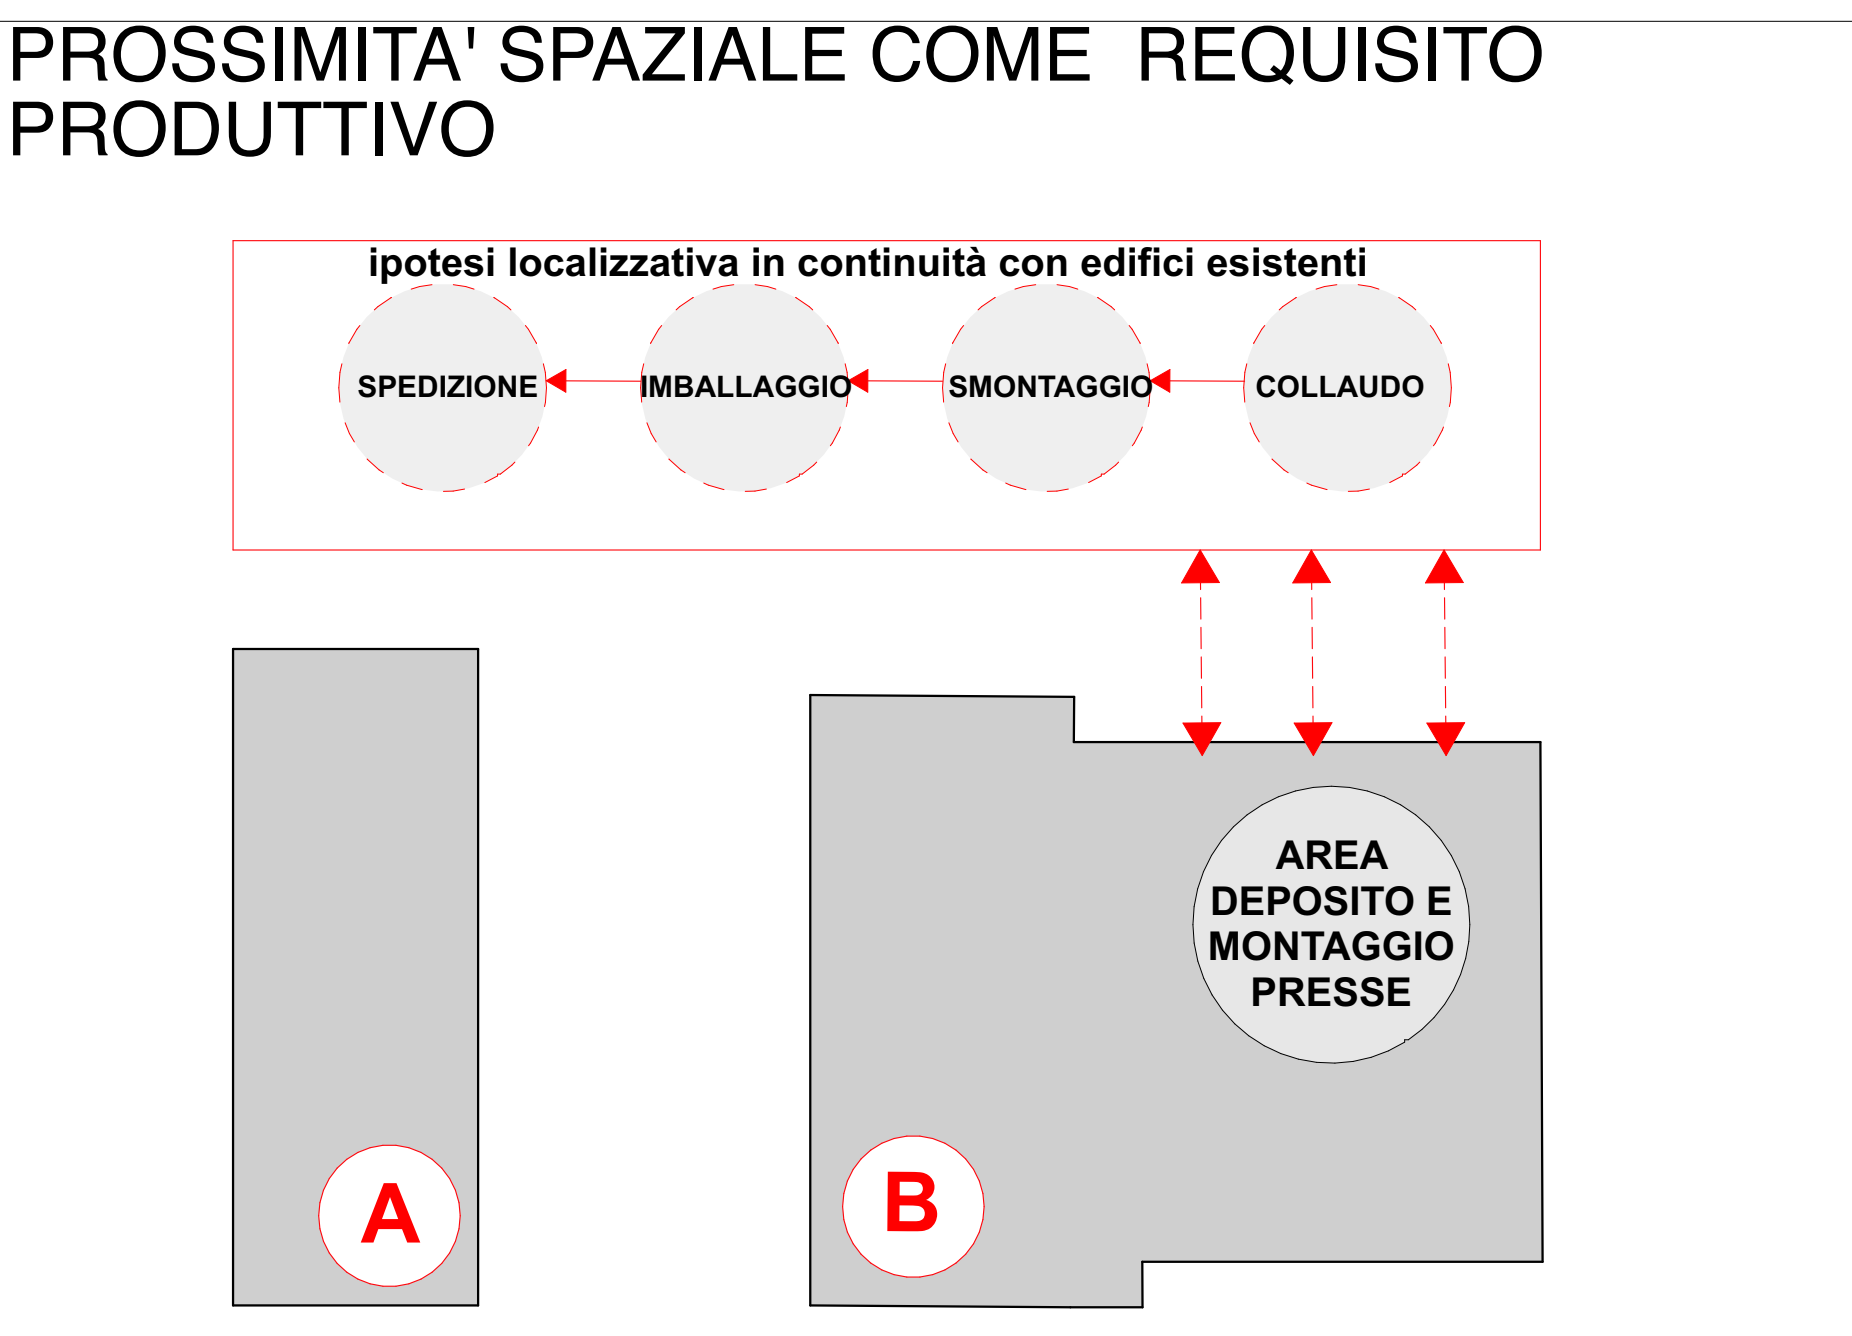 PROSSIMITA' SPAZIALE COME  REQUISITO
PRODUTTIVO
ipotesi localizzativa in continuità con edifici esistenti
SPEDIZIONE IMBALLAGGIO SMONTAGGIO COLLAUDO
AREA
DEPOSITO E
MONTAGGIO
PRESSE
A
B